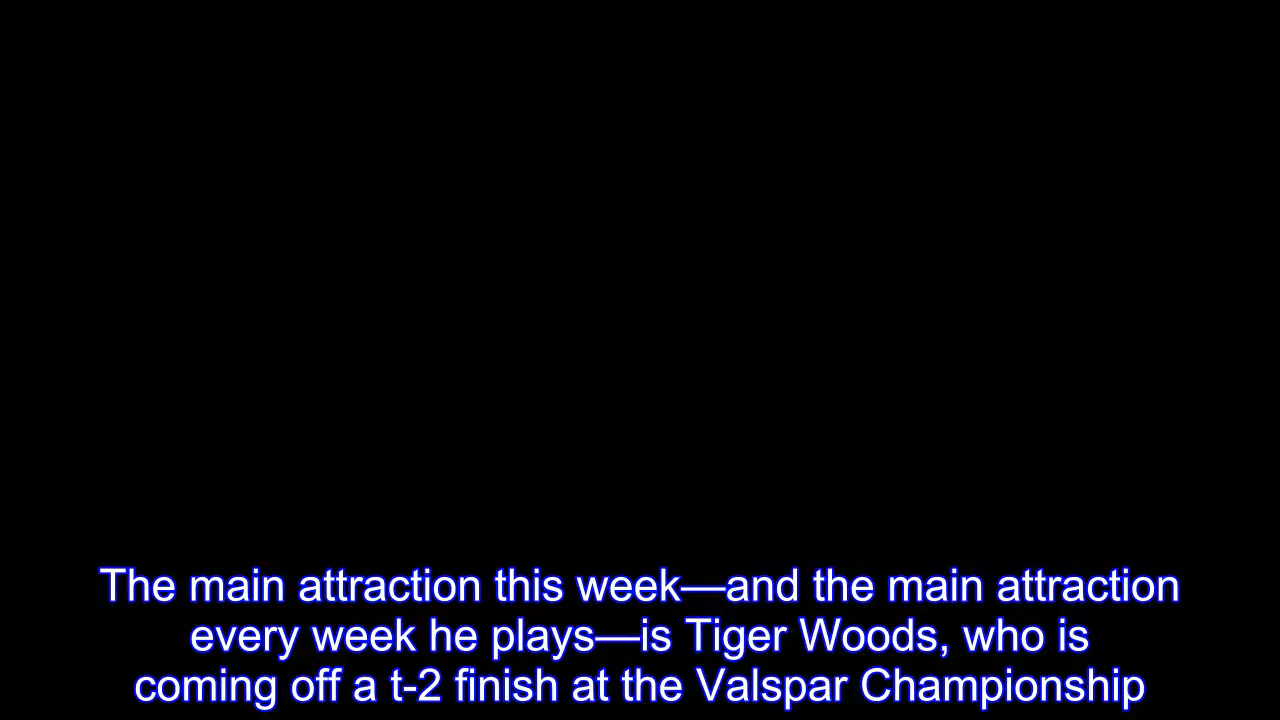 The main attraction this week—and the main attraction
every week he plays—is Tiger Woods, who is
coming off a t-2 finish at the Valspar Championship